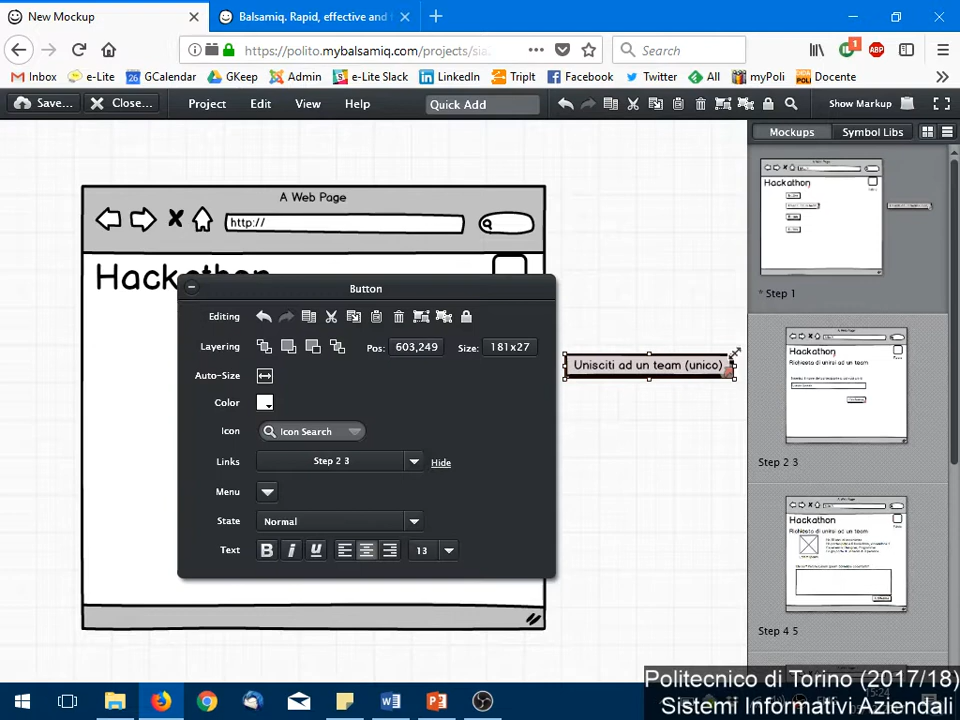 New Mockup
Balsamiq. Rapid, effective and
https://polito.mybalsamiq.com/projects/sia
Search
1
ABP
Inbox
e-Lite
26
GCalendar
GKeep
Admin
e-Lite Slack
LinkedIn
TripIt
Facebook
Twitter
All
myPoli
Docente
Save...
Close...
Project
Edit
View
Help
Quick Add
Show Markup
Mockups
Symbol Libs
A Web Page
http://
Hackathon
Button
Editing
Layering
Pos:
603,249
Size:
181x27
Auto-Size
Color
Icon
Icon Search
Links
Step 2 3
Hide
Menu
State
Normal
Text
B
i
U
13
Unisciti ad un team (unico)
Hackathon
* Step 1
Hackathon
Richiesta di unirsi ad un team
Step 2 3
Hackathon
Richiesta di unirsi ad un team
Step 4 5
Politecnico di Torino (2017/18)
Sistemi Informativi Aziendali